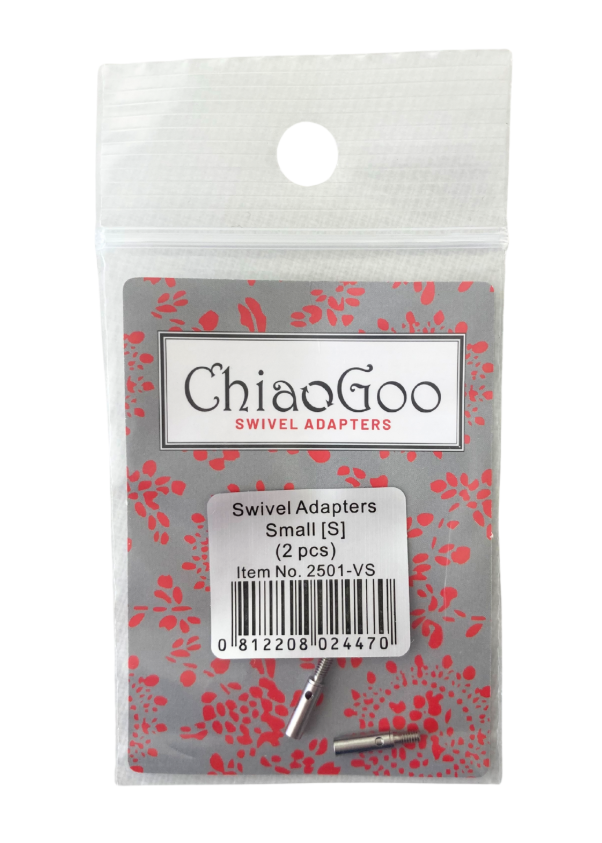 ChiaoGoo
SWIVEL ADAPTERS
Swivel Adapters
Small [S]
(2 pcs)
Item No. 2501-VS
0 812208 024470